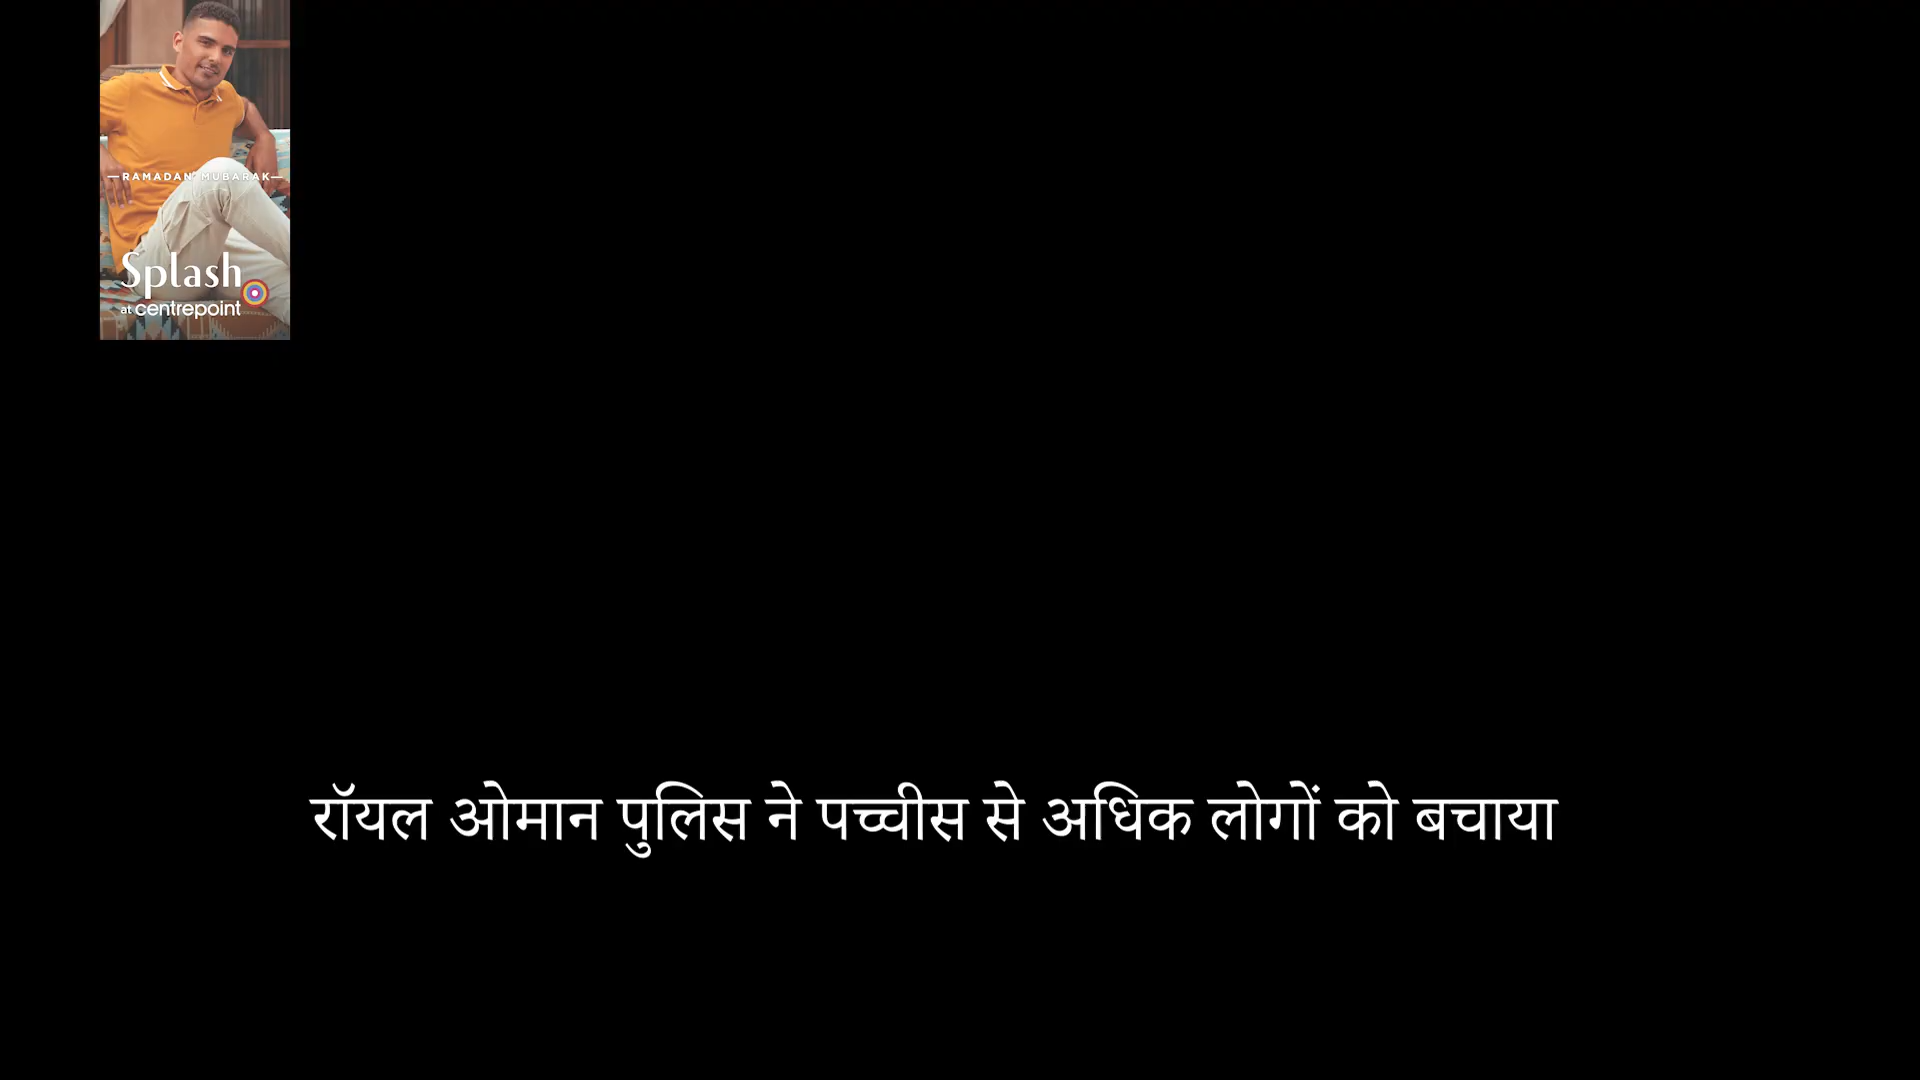 —RAMADAN MUBARAK—
Splash
at centrepoint
रॉयल ओमान पुलिस ने पच्चीस से अधिक लोगों को बचाया